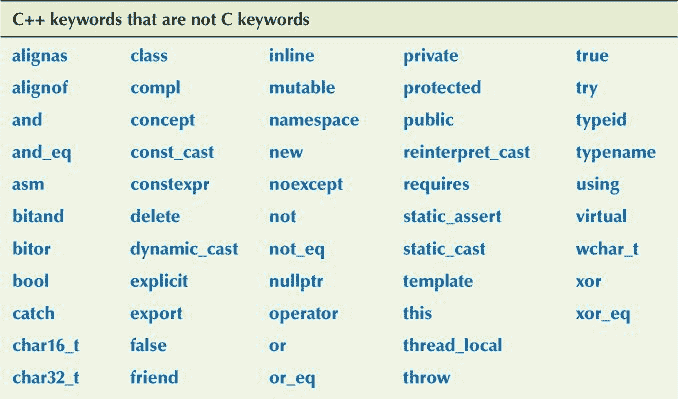 C++ keywords that are not C keywords
alignas class inline private true
alignof compl mutable protected try
and concept namespace public typeid
and_eq const_cast new reinterpret_cast typename
asm constexpr noexcept requires using
bitand delete not static_assert virtual
bitor dynamic_cast not_eq static_cast wchar_t
bool explicit nullptr template xor
catch export operator this xor_eq
char16_t false or thread_local
char32_t friend or_eq throw